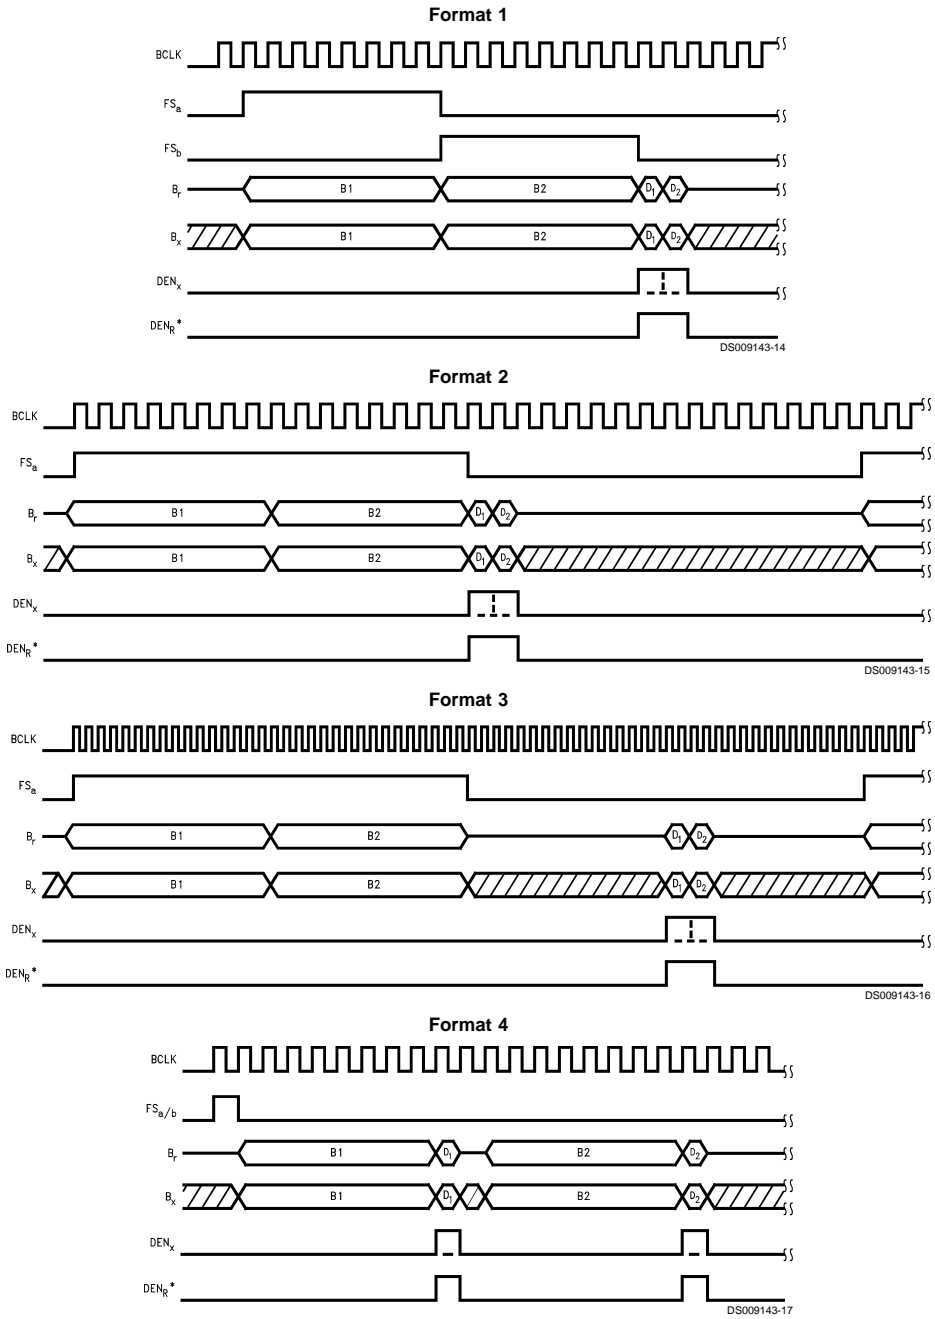 Format 1
BCLK
FSa
FSb
Br B1 B2 D1 D2
Bx B1 B2 D1 D2
DENx
DENR*
DS009143-14
Format 2
BCLK
FSa
Br B1 B2 D1 D2
Bx B1 B2 D1 D2
DENx
DENR*
DS009143-15
Format 3
BCLK
FSa
Br B1 B2 D1 D2
Bx B1 B2 D1 D2
DENx
DENR*
DS009143-16
Format 4
BCLK
FSa/b
Br B1 D1 B2 D2
Bx B1 D1 B2 D2
DENx
DENR*
DS009143-17